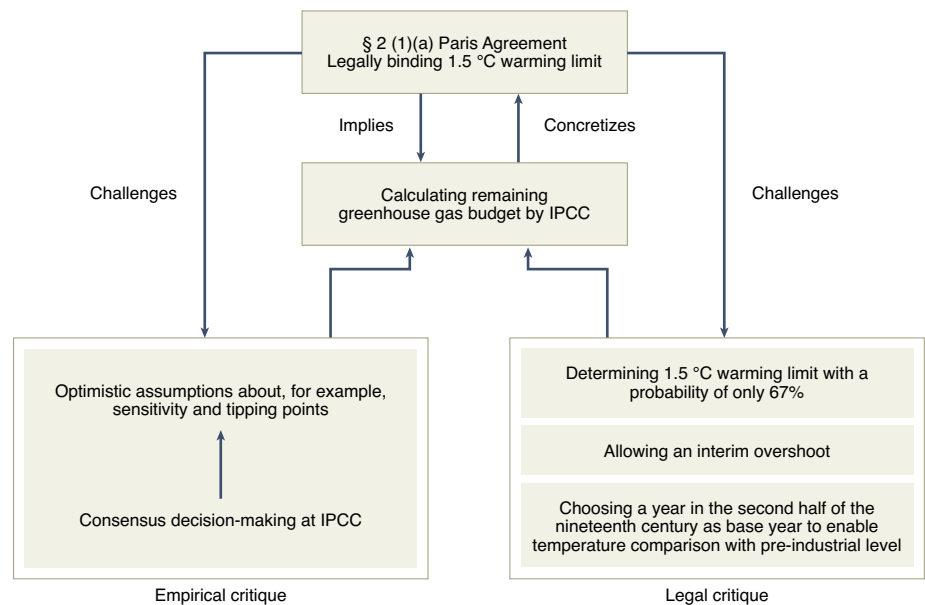 § 2 (1)(a) Paris Agreement
Legally binding 1.5 °C warming limit
Implies
Concretizes
Challenges
Challenges
Calculating remaining
greenhouse gas budget by IPCC
Optimistic assumptions about, for example,
sensitivity and tipping points
Consensus decision-making at IPCC
Empirical critique
Determining 1.5 °C warming limit with a
probability of only 67%
Allowing an interim overshoot
Choosing a year in the second half of the
nineteenth century as base year to enable
temperature comparison with pre-industrial level
Legal critique